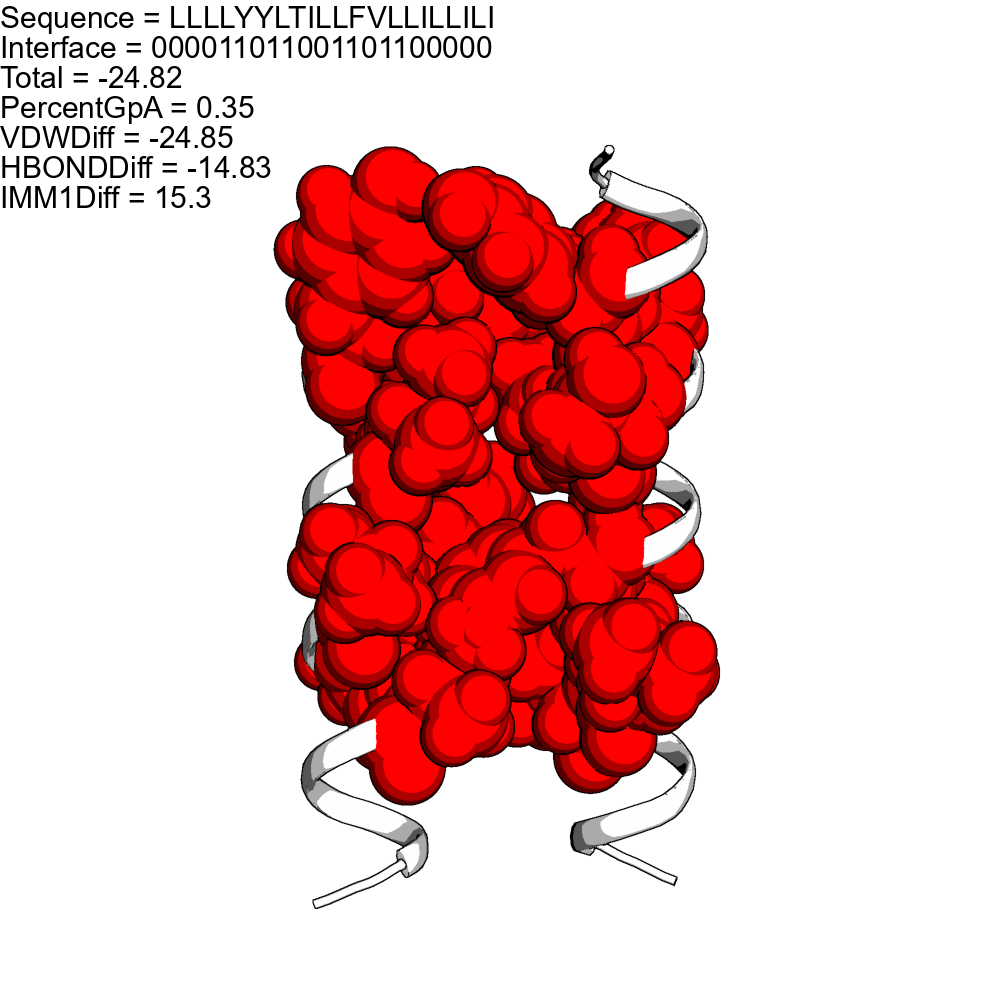 Sequence = LLLLYYLTILLFVLLILLILI
Interface = 000011011001101100000
Total = -24.82
PercentGpA = 0.35
VDWDiff = -24.85
HBONDDiff = -14.83
IMM1Diff = 15.3